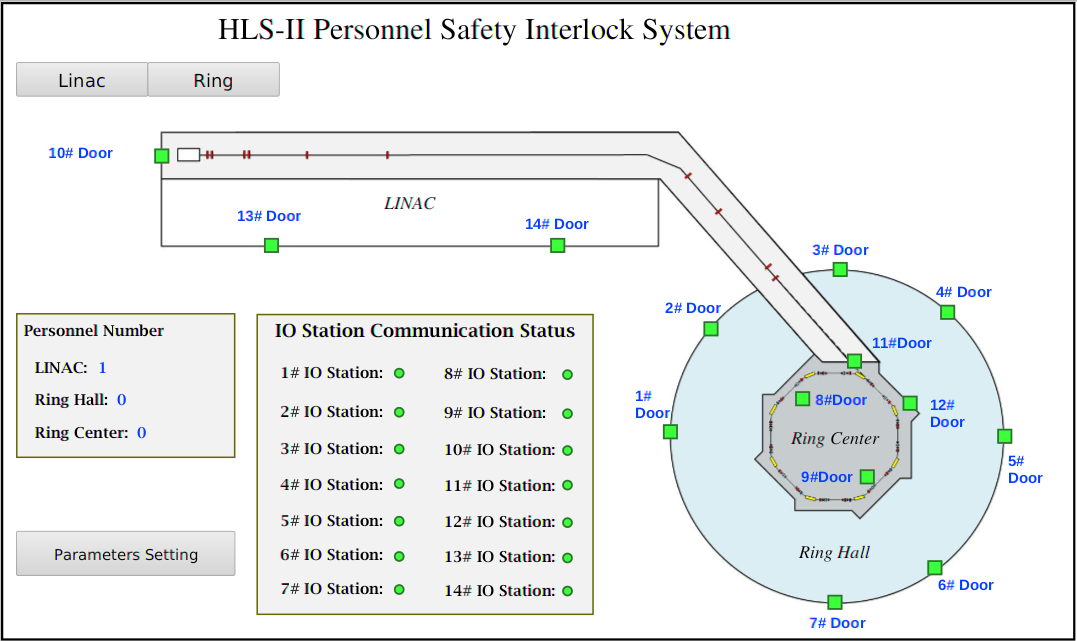 HLS-II Personnel Safety Interlock System
Linac
Ring
10# Door
LINAC
13# Door
14# Door
3# Door
4# Door
2# Door
11#Door
1#
Door
8#Door
12#
Door
Ring Center
9#Door
5#
Door
Ring Hall
6# Door
7# Door
Personnel Number
LINAC: 1
Ring Hall: 0
Ring Center: 0
IO Station Communication Status
1# IO Station:
8# IO Station:
2# IO Station:
9# IO Station:
3# IO Station:
10# IO Station:
4# IO Station:
11# IO Station:
5# IO Station:
12# IO Station:
6# IO Station:
13# IO Station:
7# IO Station:
14# IO Station:
Parameters Setting